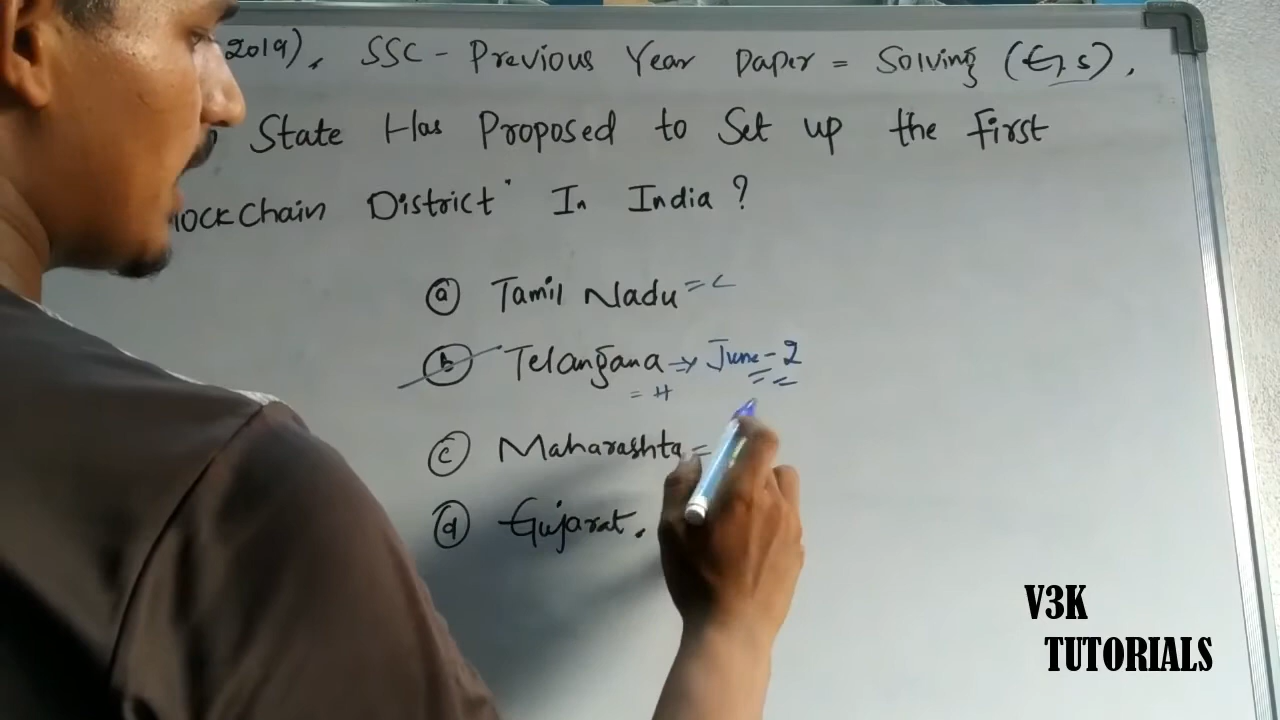 2019), SSC - Previous Year Paper = Solving (G.S).
State Has Proposed to Set up the first
lockChain District In India ?
(a) Tamil Nadu = C
(b) Telangana → June - 2
= H
(c) Maharashta =
(d) Gujarat.
V3K
TUTORIALS